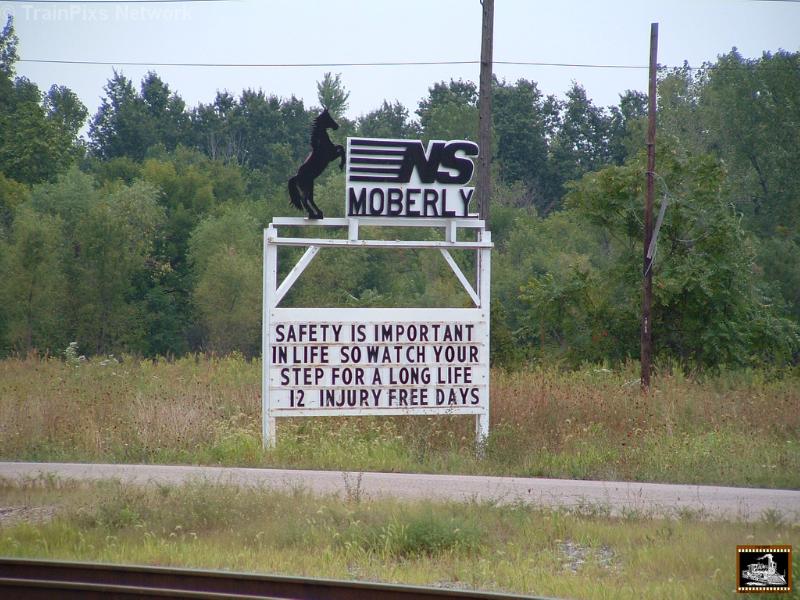 © TrainPixs Network
NS
MOBERLY
SAFETY IS IMPORTANT
IN LIFE SO WATCH YOUR
STEP FOR A LONG LIFE
12 INJURY FREE DAYS